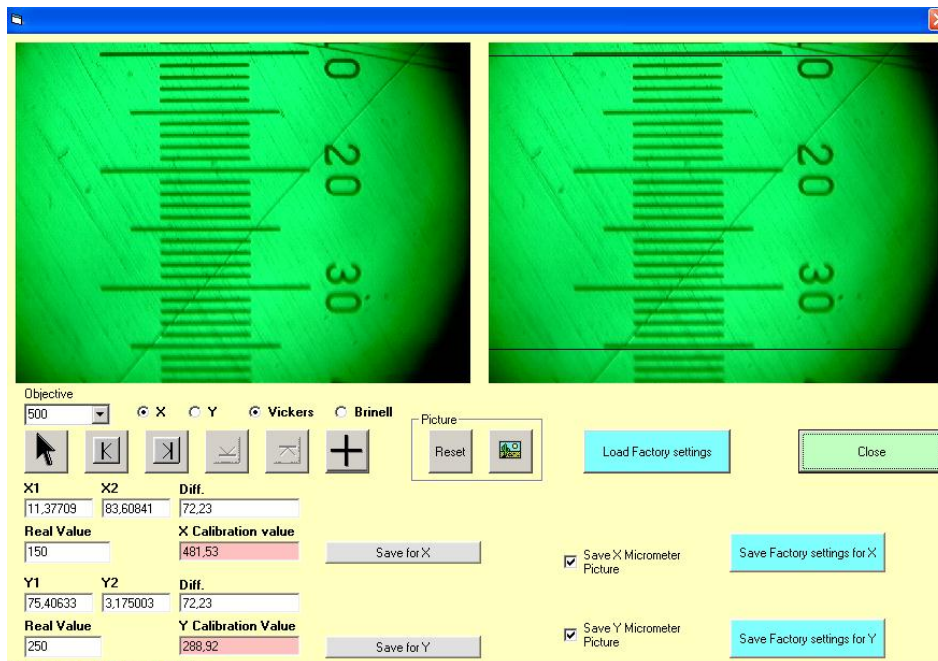 10
20
30
10
20
30
Objective
500 X Y Vickers Brinell
Picture
Reset Load Factory settings Close
X1 X2 Diff.
11,37709 83,60841 72,23
Real Value X Calibration value
150 481,53 Save for X
Save X Micrometer Picture
Save Factory settings for X
Y1 Y2 Diff.
75,40633 3,175003 72,23
Real Value Y Calibration Value
250 288,92 Save for Y
Save Y Micrometer Picture
Save Factory settings for Y